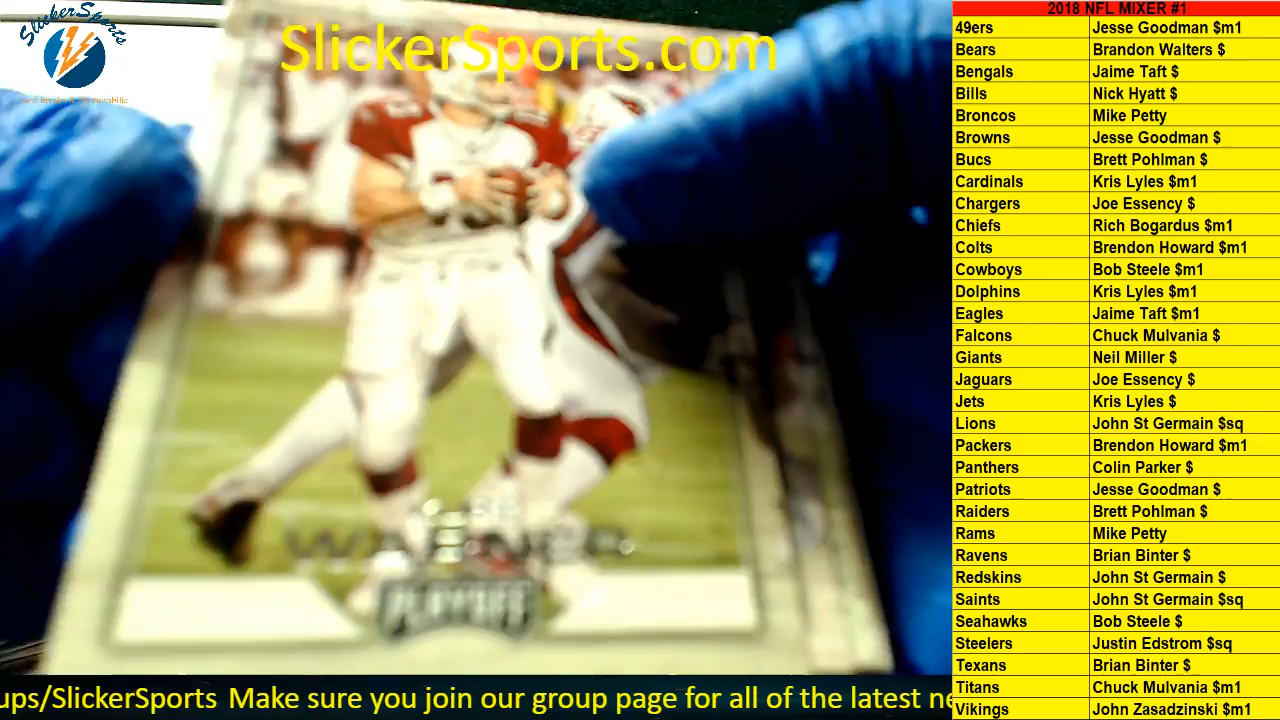 SlickerSports
SlickerSports.com
WARNER
PLAYOFF
2018 NFL MIXER #1
49ers Jesse Goodman $m1
Bears Brandon Walters $
Bengals Jaime Taft $
Bills Nick Hyatt $
Broncos Mike Petty
Browns Jesse Goodman $
Bucs Brett Pohlman $
Cardinals Kris Lyles $m1
Chargers Joe Essency $
Chiefs Rich Bogardus $m1
Colts Brendon Howard $m1
Cowboys Bob Steele $m1
Dolphins Kris Lyles $m1
Eagles Jaime Taft $m1
Falcons Chuck Mulvania $
Giants Neil Miller $
Jaguars Joe Essency $
Jets Kris Lyles $
Lions John St Germain $sq
Packers Brendon Howard $m1
Panthers Colin Parker $
Patriots Jesse Goodman $
Raiders Brett Pohlman $
Rams Mike Petty
Ravens Brian Binter $
Redskins John St Germain $
Saints John St Germain $sq
Seahawks Bob Steele $
Steelers Justin Edstrom $sq
Texans Brian Binter $
Titans Chuck Mulvania $m1
Vikings John Zasadzinski $m1
ups/SlickerSports Make sure you join our group page for all of the latest ne